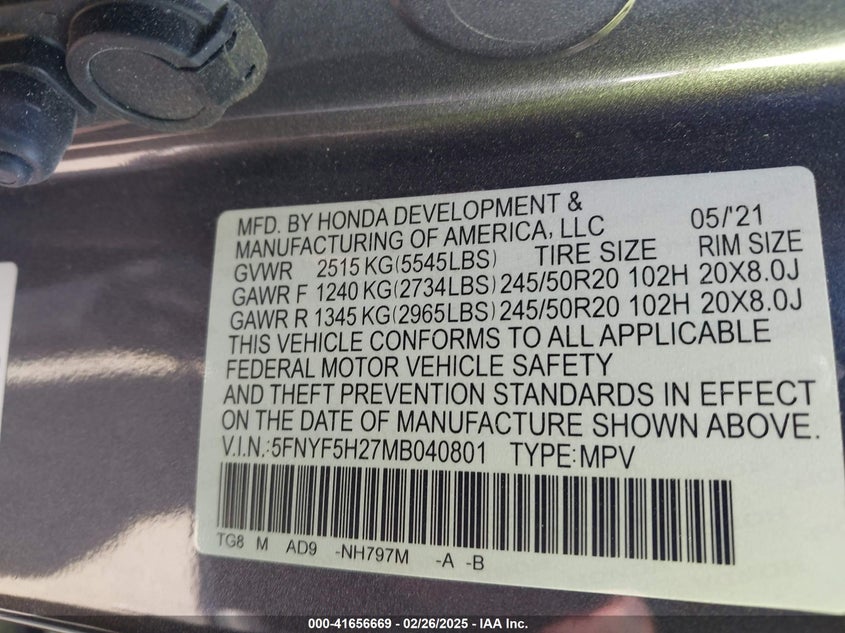 MFD. BY HONDA DEVELOPMENT & 05/'21
MANUFACTURING OF AMERICA, LLC
GVWR 2515 KG(5545LBS) TIRE SIZE RIM SIZE
GAWR F 1240 KG(2734LBS) 245/50R20 102H 20X8.0J
GAWR R 1345 KG(2965LBS) 245/50R20 102H 20X8.0J
THIS VEHICLE CONFORMS TO ALL APPLICABLE
FEDERAL MOTOR VEHICLE SAFETY
AND THEFT PREVENTION STANDARDS IN EFFECT
ON THE DATE OF MANUFACTURE SHOWN ABOVE.
V.I.N.:5FNYF5H27MB040801 TYPE:MPV
TG8 M AD9 -NH797M -A -B
000-41656669 - 02/26/2025 - IAA Inc.